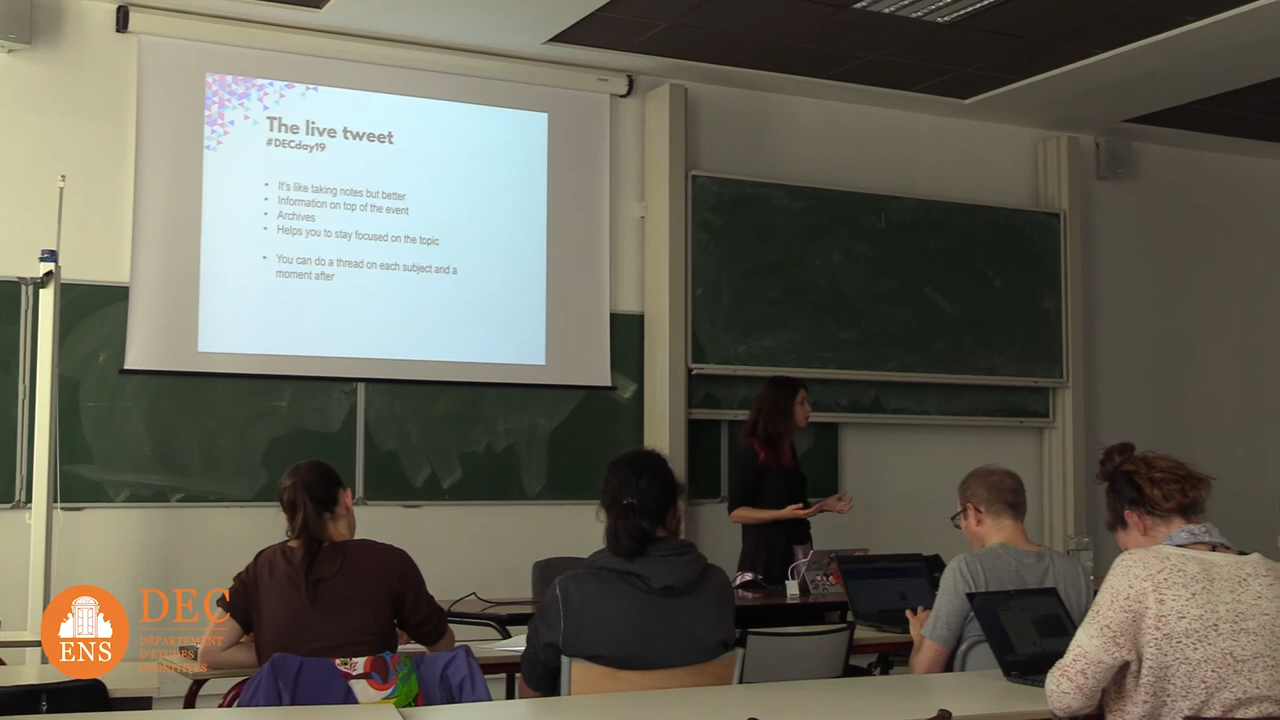 The live tweet
#DECday19
• It's like taking notes but better
• Information on top of the event
• Archives
• Helps you to stay focused on the topic
• You can do a thread on each subject and a
moment after
DEC
DÉPARTEMENT
D'ÉTUDES
COGNITIVES
ENS